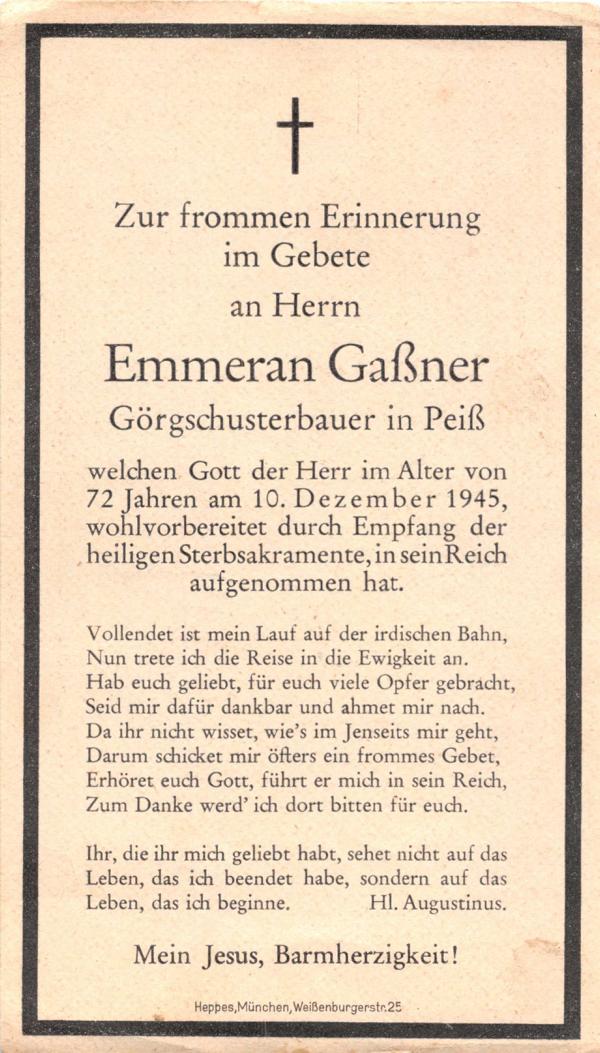 Zur frommen Erinnerung
im Gebete
an Herrn
Emmeran Gaßner
Görgschusterbauer in Peiß
welchen Gott der Herr im Alter von
72 Jahren am 10. Dezember 1945,
wohlvorbereitet durch Empfang der
heiligen Sterbsakramente, in sein Reich
aufgenommen hat.
Vollendet ist mein Lauf auf der irdischen Bahn,
Nun trete ich die Reise in die Ewigkeit an.
Hab euch geliebt, für euch viele Opfer gebracht,
Seid mir dafür dankbar und ahmet mir nach.
Da ihr nicht wisset, wie's im Jenseits mir geht,
Darum schicket mir öfters ein frommes Gebet,
Erhöret euch Gott, führt er mich in sein Reich,
Zum Danke werd' ich dort bitten für euch.
Ihr, die ihr mich geliebt habt, sehet nicht auf das
Leben, das ich beendet habe, sondern auf das
Leben, das ich beginne. Hl. Augustinus.
Mein Jesus, Barmherzigkeit!
Heppes, München, Weißenburgerstr. 25